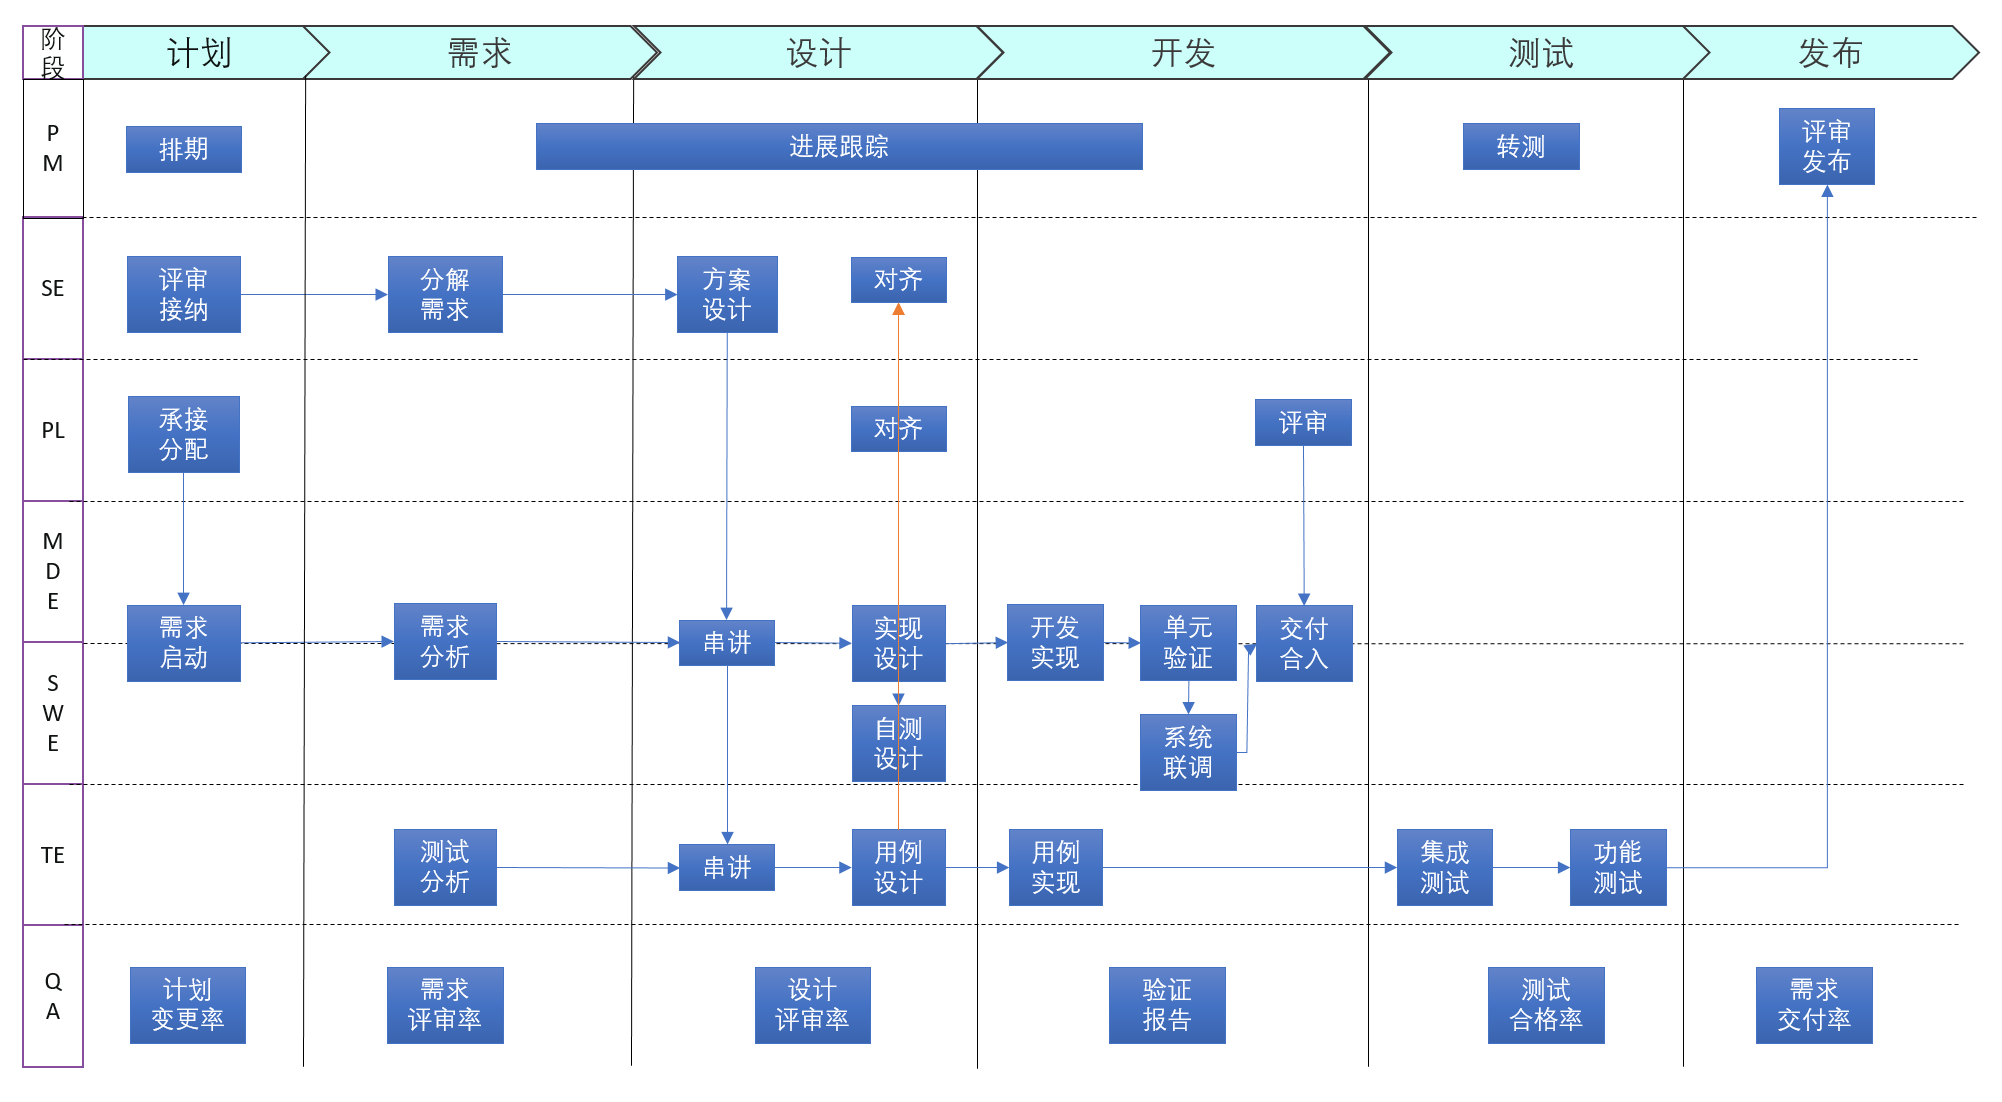 阶
段
计划
需求
设计
开发
测试
发布
P
M
排期
进展跟踪
转测
评审
发布
SE
评审
接纳
分解
需求
方案
设计
对齐
PL
承接
分配
对齐
评审
M
D
E
S
W
E
需求
启动
需求
分析
串讲
实现
设计
自测
设计
开发
实现
单元
验证
系统
联调
交付
合入
TE
测试
分析
串讲
用例
设计
用例
实现
集成
测试
功能
测试
Q
A
计划
变更率
需求
评审率
设计
评审率
验证
报告
测试
合格率
需求
交付率